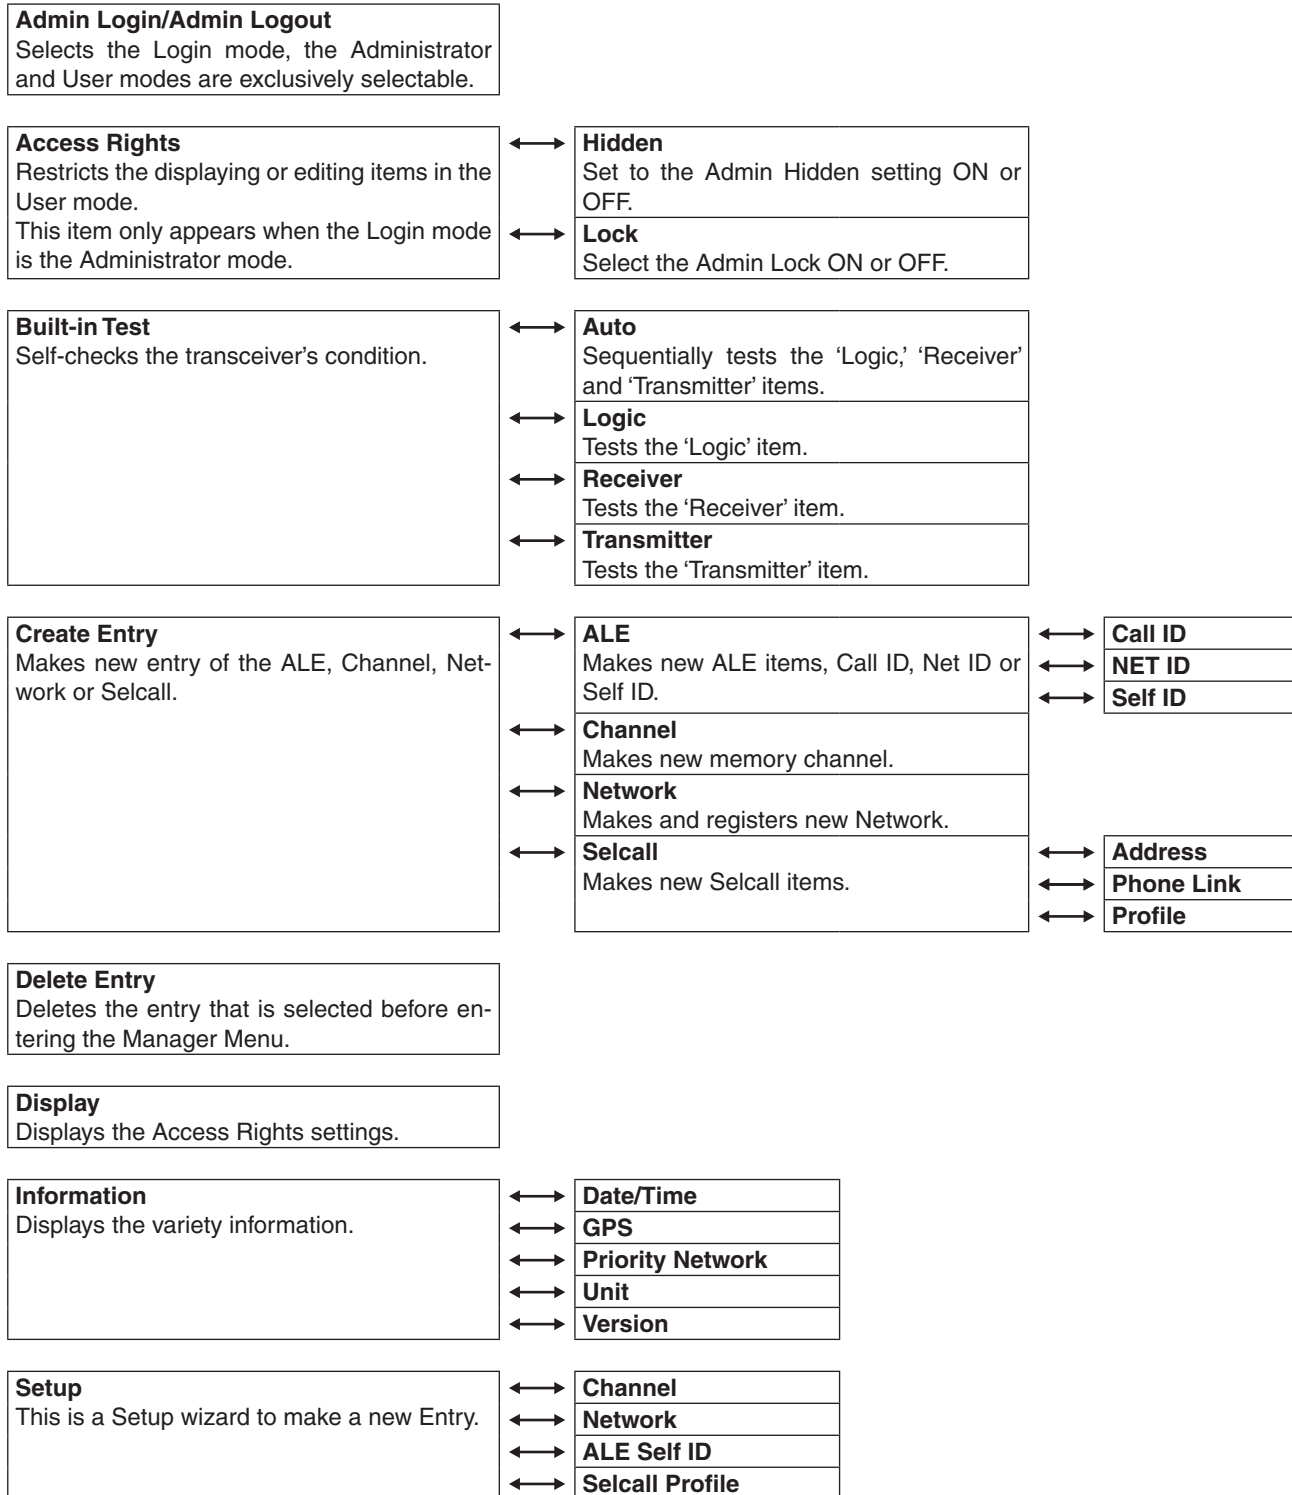 Admin Login/Admin Logout
Selects the Login mode, the Administrator
and User modes are exclusively selectable.
Access Rights
Restricts the displaying or editing items in the
User mode.
This item only appears when the Login mode
is the Administrator mode.
Hidden
Set to the Admin Hidden setting ON or
OFF.
Lock
Select the Admin Lock ON or OFF.
Built-in Test
Self-checks the transceiver’s condition.
Auto
Sequentially tests the ‘Logic,’ ‘Receiver’
and ‘Transmitter’ items.
Logic
Tests the ‘Logic’ item.
Receiver
Tests the ‘Receiver’ item.
Transmitter
Tests the ‘Transmitter’ item.
Create Entry
Makes new entry of the ALE, Channel, Net-
work or Selcall.
ALE
Makes new ALE items, Call ID, Net ID or
Self ID.
Call ID
NET ID
Self ID
Channel
Makes new memory channel.
Network
Makes and registers new Network.
Selcall
Makes new Selcall items.
Address
Phone Link
Profile
Delete Entry
Deletes the entry that is selected before en-
tering the Manager Menu.
Display
Displays the Access Rights settings.
Information
Displays the variety information.
Date/Time
GPS
Priority Network
Unit
Version
Setup
This is a Setup wizard to make a new Entry.
Channel
Network
ALE Self ID
Selcall Profile